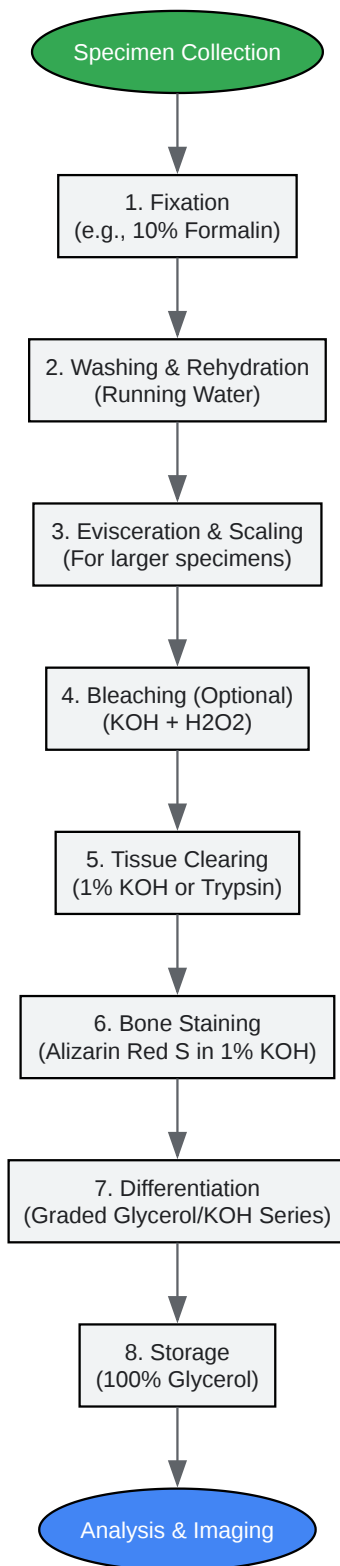 Specimen Collection
1. Fixation
(e.g., 10% Formalin)
2. Washing & Rehydration
(Running Water)
3. Evisceration & Scaling
(For larger specimens)
4. Bleaching (Optional)
(KOH + H2O2)
5. Tissue Clearing
(1% KOH or Trypsin)
6. Bone Staining
(Alizarin Red S in 1% KOH)
7. Differentiation
(Graded Glycerol/KOH Series)
8. Storage
(100% Glycerol)
Analysis & Imaging